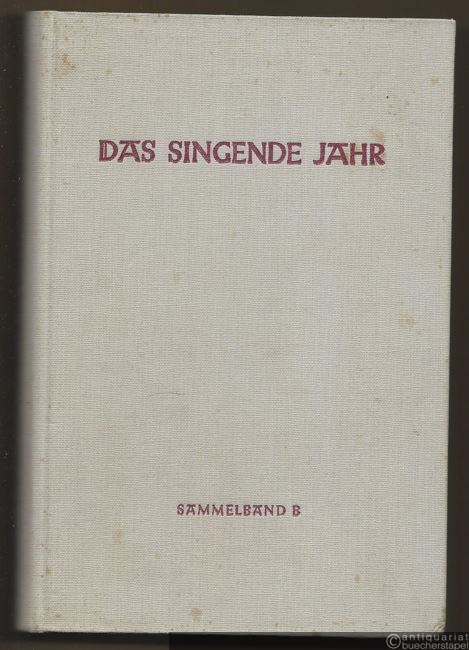 DAS SINGENDE JAHR
SAMMELBAND B
©antiquariat
buecherstapel